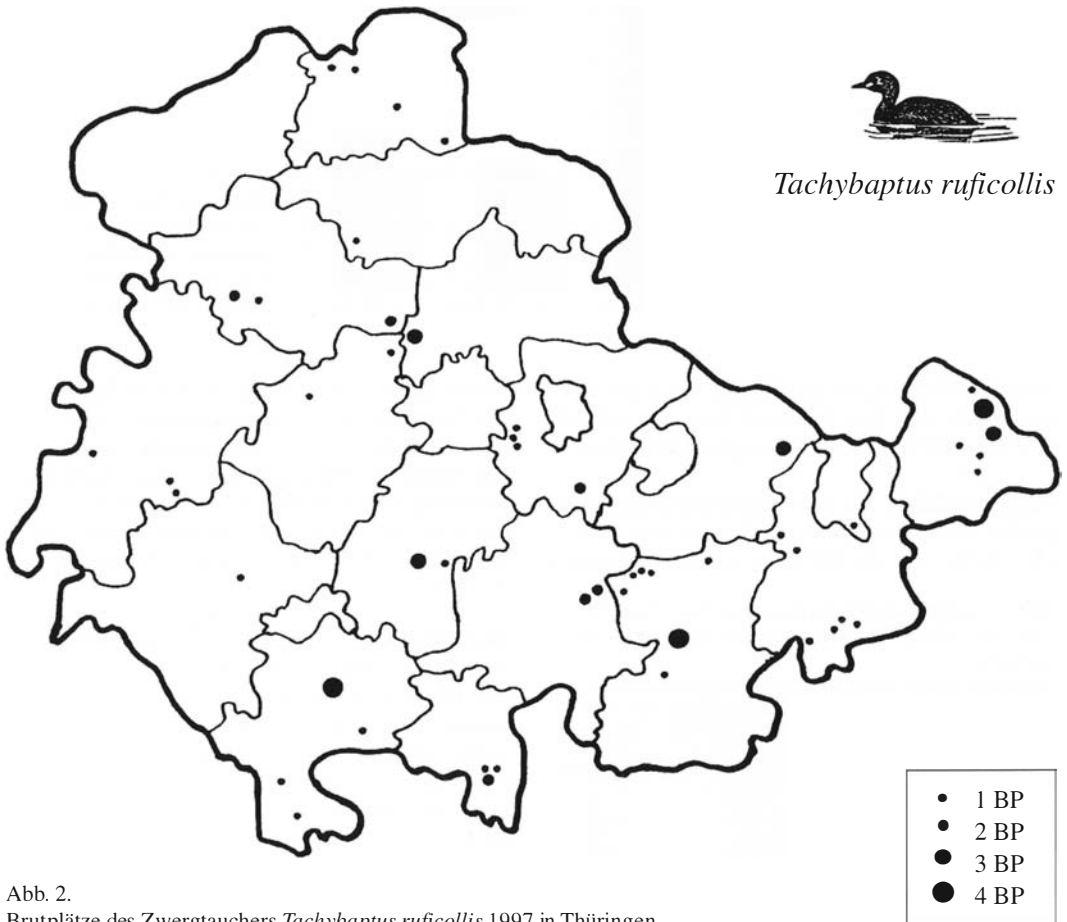 Tachybaptus ruficollis
1 BP
2 BP
3 BP
4 BP
Abb. 2.
Brutplätze des Zwergtauchers Tachybaptus ruficollis 1997 in Thüringen